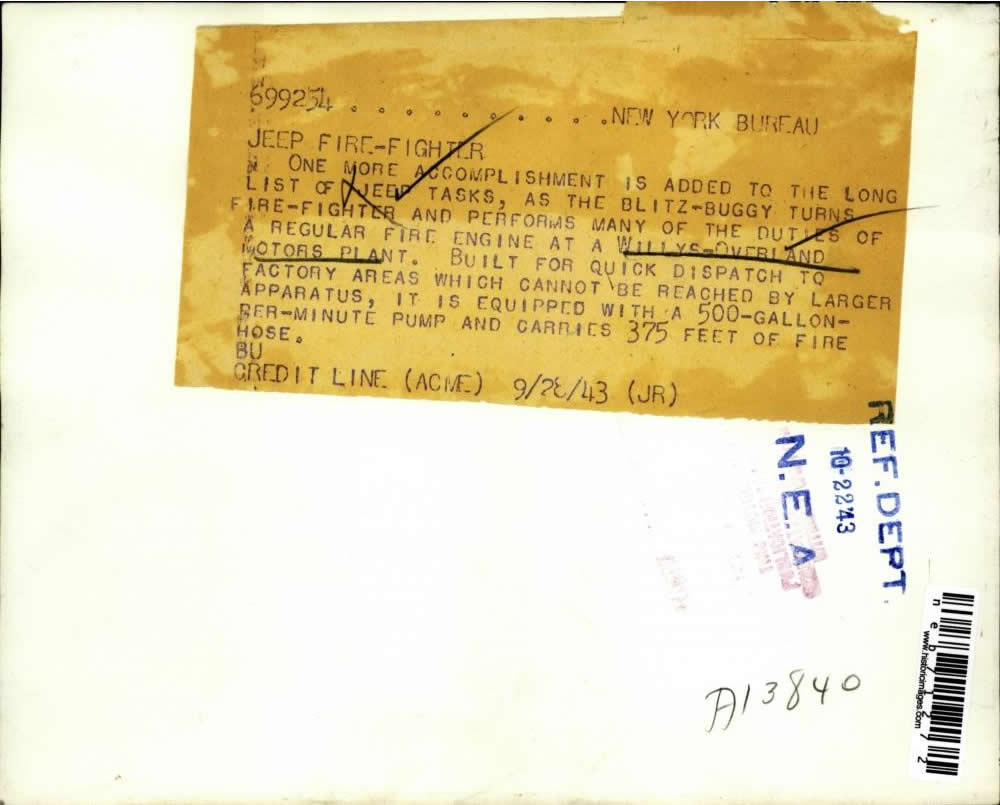 699254 . . . . . . . . . . .NEW YORK BUREAU
JEEP FIRE-FIGHTER
ONE MORE ACCOMPLISHMENT IS ADDED TO THE LONG
LIST OF JEEP TASKS, AS THE BLITZ-BUGGY TURNS
FIRE-FIGHTER AND PERFORMS MANY OF THE DUTIES OF
A REGULAR FIRE ENGINE AT A WILLYS-OVERLAND
MOTORS PLANT. BUILT FOR QUICK DISPATCH TO
FACTORY AREAS WHICH CANNOT BE REACHED BY LARGER
APPARATUS, IT IS EQUIPPED WITH A 500-GALLON-
PER-MINUTE PUMP AND CARRIES 375 FEET OF FIRE
HOSE.
BU
CREDIT LINE (ACME) 9/28/43 (JR)
REF. DEPT.
10-2243
N.E.A
neb71272
www.historicimages.com
A13840